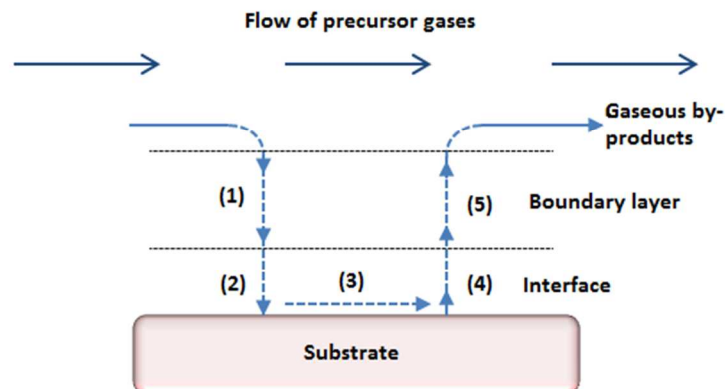 Flow of precursor gases
Gaseous by-
products
(1)
(5)
Boundary layer
(2)
(3)
(4)
Interface
Substrate